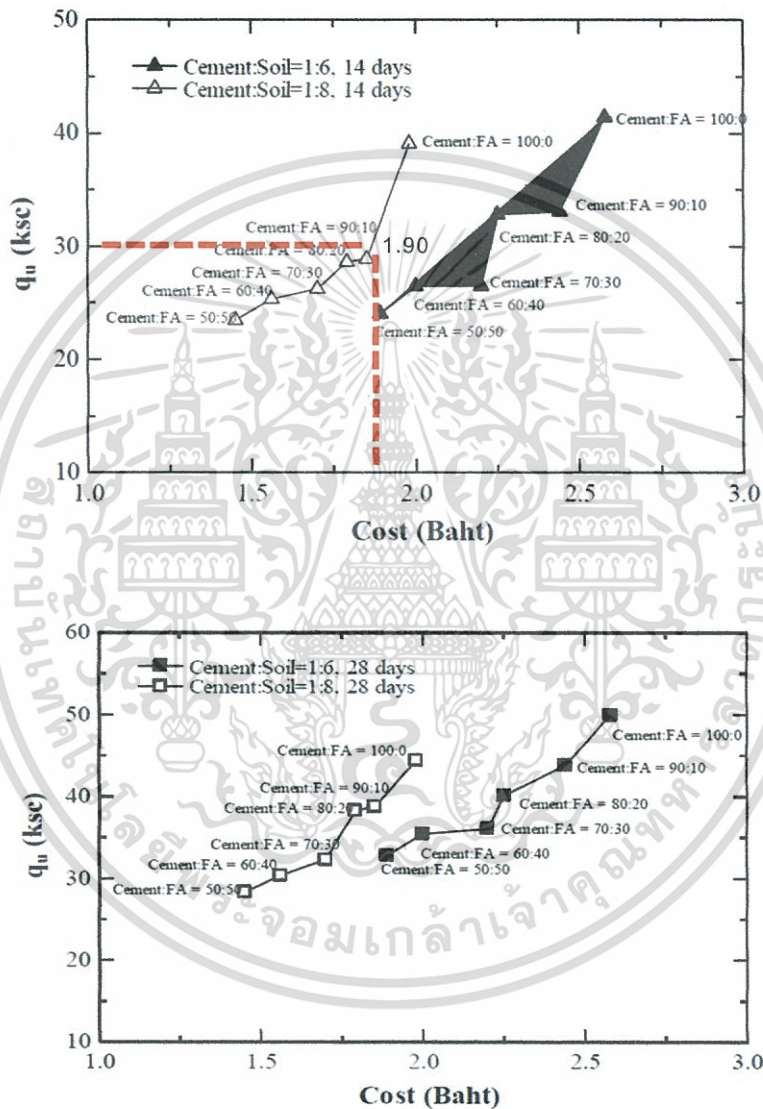 50
40
30
20
10
q_u (ksc)
Cement:Soil=1:6, 14 days
Cement:Soil=1:8, 14 days
Cement:FA = 100:0
Cement:FA = 100:0
Cement:FA = 90:10
1.90
Cement:FA = 90:10
Cement:FA = 80:20
Cement:FA = 80:20
Cement:FA = 70:30
Cement:FA = 70:30
Cement:FA = 60:40
Cement:FA = 60:40
Cement:FA = 50:50
Cement:FA = 50:50
1.0 1.5 2.0 2.5 3.0
Cost (Baht)
60
50
40
30
20
10
q_u (ksc)
Cement:Soil=1:6, 28 days
Cement:Soil=1:8, 28 days
Cement:FA = 100:0
Cement:FA = 100:0
Cement:FA = 90:10
Cement:FA = 90:10
Cement:FA = 80:20
Cement:FA = 80:20
Cement:FA = 70:30
Cement:FA = 70:30
Cement:FA = 60:40
Cement:FA = 60:40
Cement:FA = 50:50
Cement:FA = 50:50
1.0 1.5 2.0 2.5 3.0
Cost (Baht)
พระจอมเกล้าเจ้าคุณทหาร